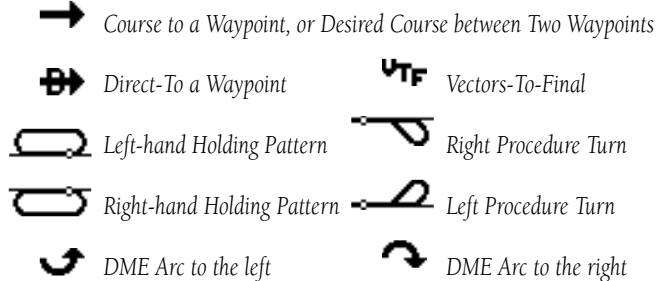 Course to a Waypoint, or Desired Course between Two Waypoints
D Direct-To a Waypoint
VTF Vectors-To-Final
Left-hand Holding Pattern
Right Procedure Turn
Right-hand Holding Pattern
Left Procedure Turn
DME Arc to the left
DME Arc to the right